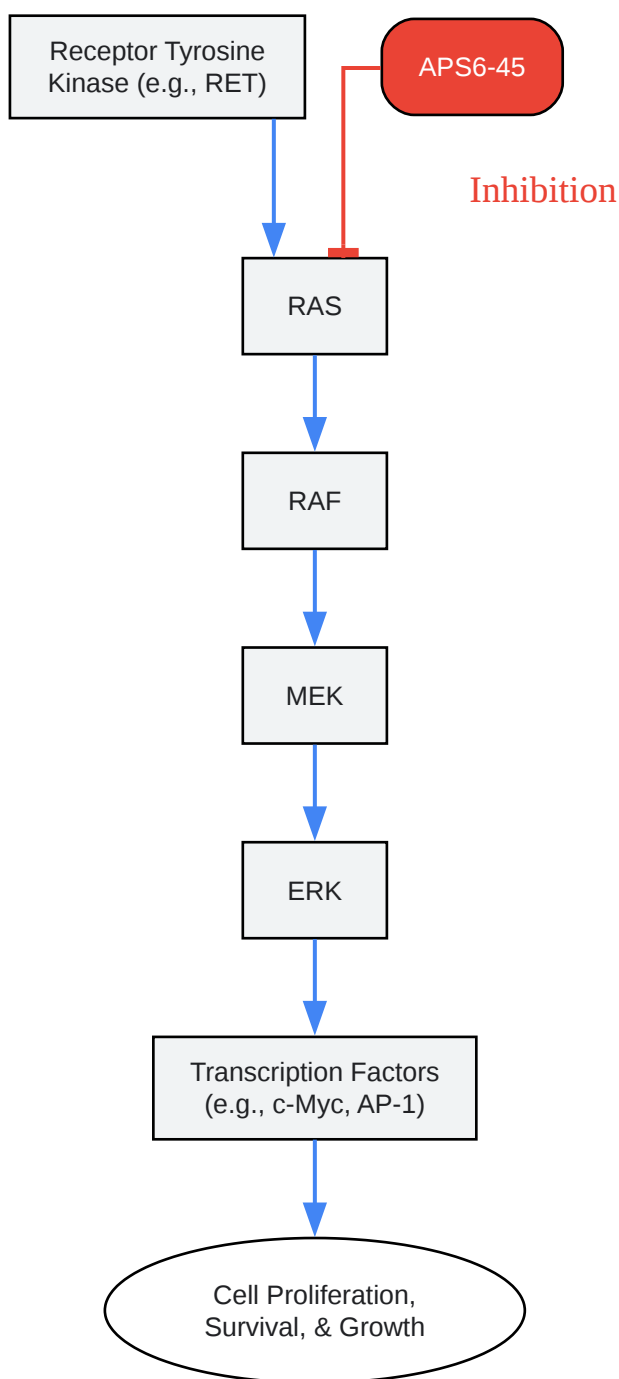 Receptor Tyrosine
Kinase (e.g., RET)
APS6-45
Inhibition
RAS
RAF
MEK
ERK
Transcription Factors
(e.g., c-Myc, AP-1)
Cell Proliferation,
Survival, & Growth